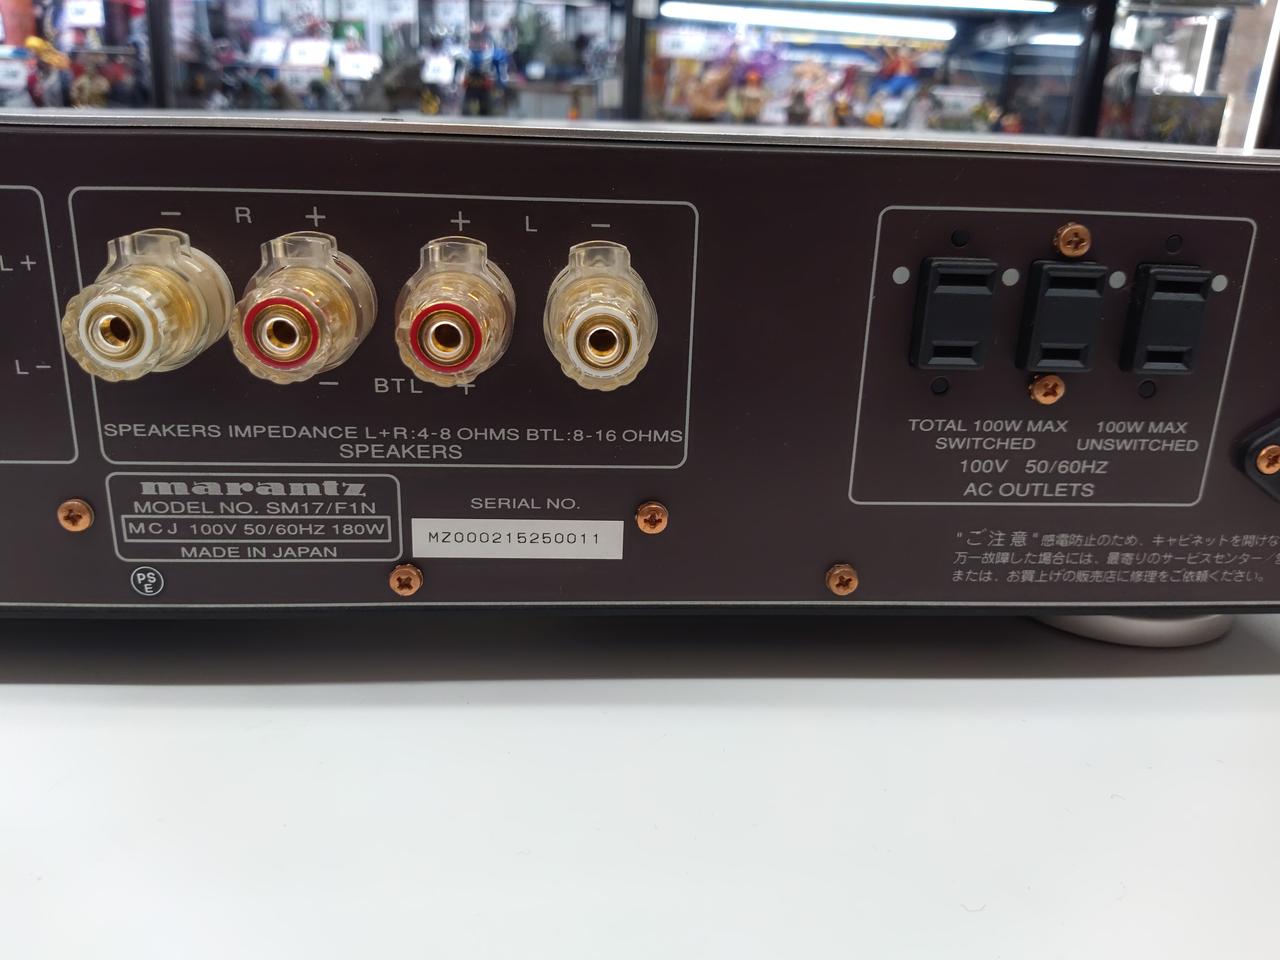 L+
L−
− R +
+ L −
− BTL +
SPEAKERS IMPEDANCE L+R:4-8 OHMS BTL:8-16 OHMS
SPEAKERS
marantz
MODEL NO. SM17/F1N
MCJ 100V 50/60HZ 180W
MADE IN JAPAN
PS
E
SERIAL NO.
MZ000215250011
TOTAL 100W MAX
SWITCHED
100W MAX
UNSWITCHED
100V 50/60HZ
AC OUTLETS
"ご注意"感電防止のため、キャビネットを開けな
万一故障した場合には、最寄りのサービスセンター/
または、お買上げの販売店に修理をご依頼ください。